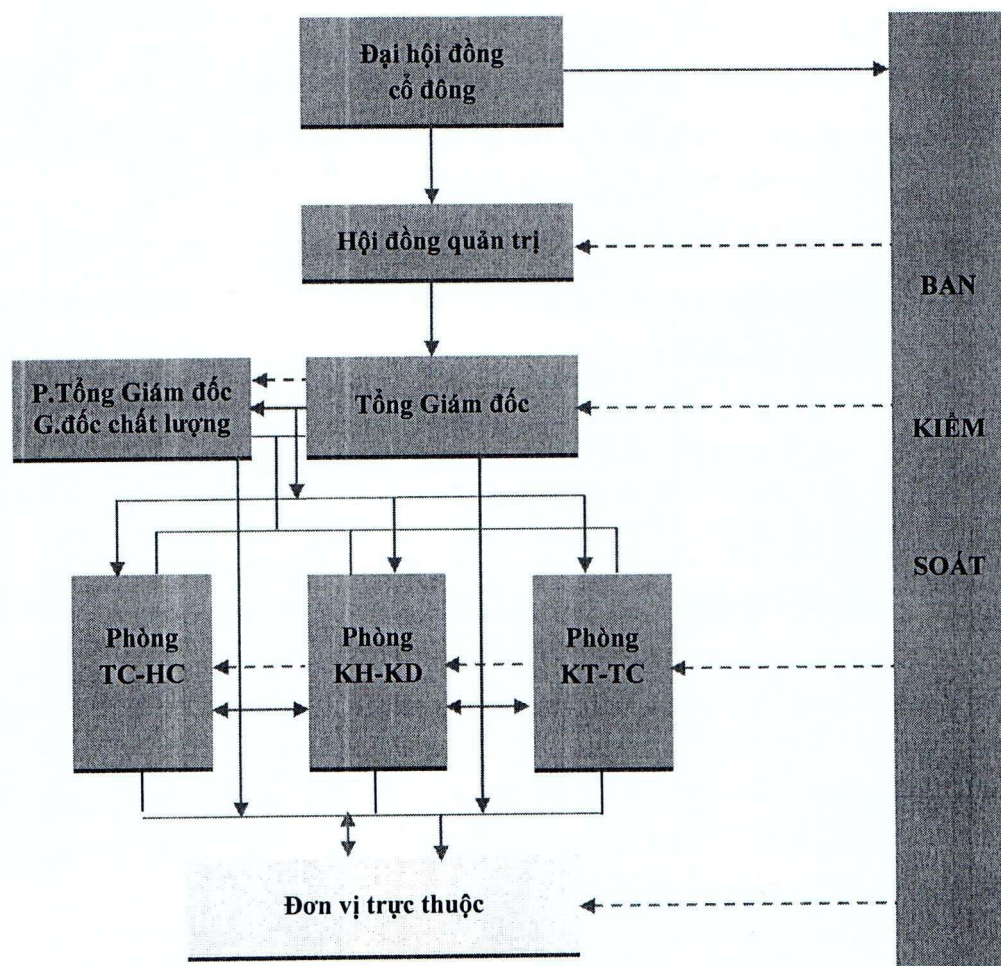 Đại hội đồng
cổ đông
Hội đồng quản trị
BAN
P.Tổng Giám đốc
G.đốc chất lượng
Tổng Giám đốc
KIỂM
SOÁT
Phòng
TC-HC
Phòng
KH-KD
Phòng
KT-TC
Đơn vị trực thuộc